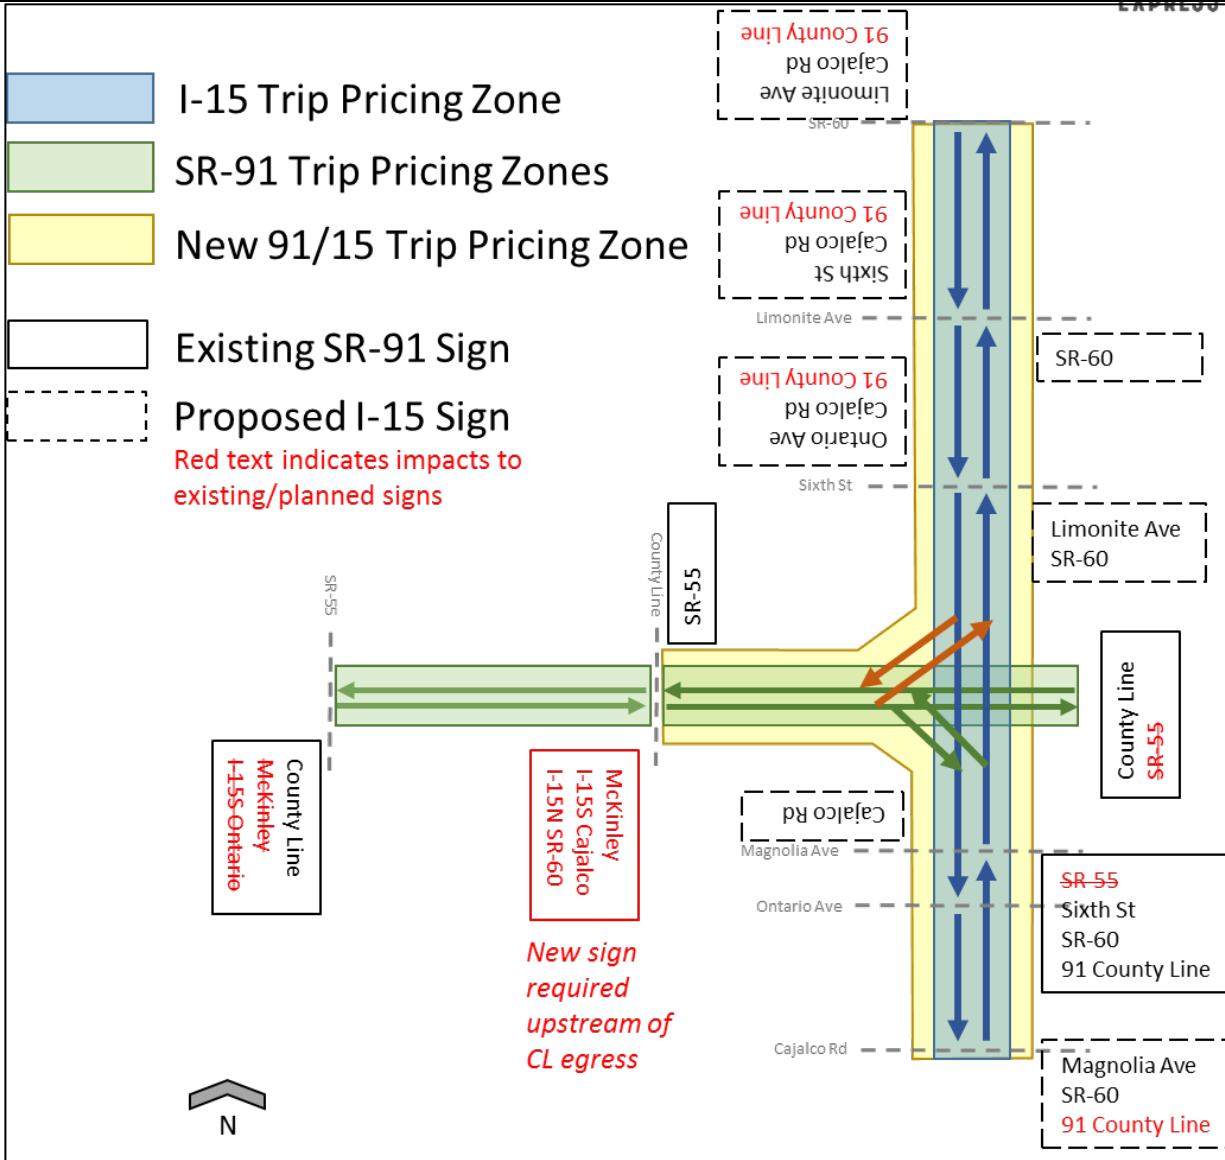 EXPRESS
I-15 Trip Pricing Zone
SR-91 Trip Pricing Zones
New 91/15 Trip Pricing Zone
Existing SR-91 Sign
Proposed I-15 Sign
Red text indicates impacts to
existing/planned signs
Limonite Ave
Cajalco Rd
91 County
Line
SR-60
Sixth St
Cajalco Rd
91 County
Line
Limonite Ave
SR-60
Ontario Ave
Cajalco Rd
91 County
Line
Sixth St
Limonite Ave
SR-60
SR-55
County Line
SR-55
County Line
SR-55
County Line
McKinley
I-15S Ontario
McKinley
I-15S Cajalco
I-15N SR-60
New sign
required
upstream of
CL egress
Cajalco Rd
Magnolia Ave
Ontario Ave
SR-55
Sixth St
SR-60
91 County Line
Cajalco Rd
Magnolia Ave
SR-60
91 County Line
N